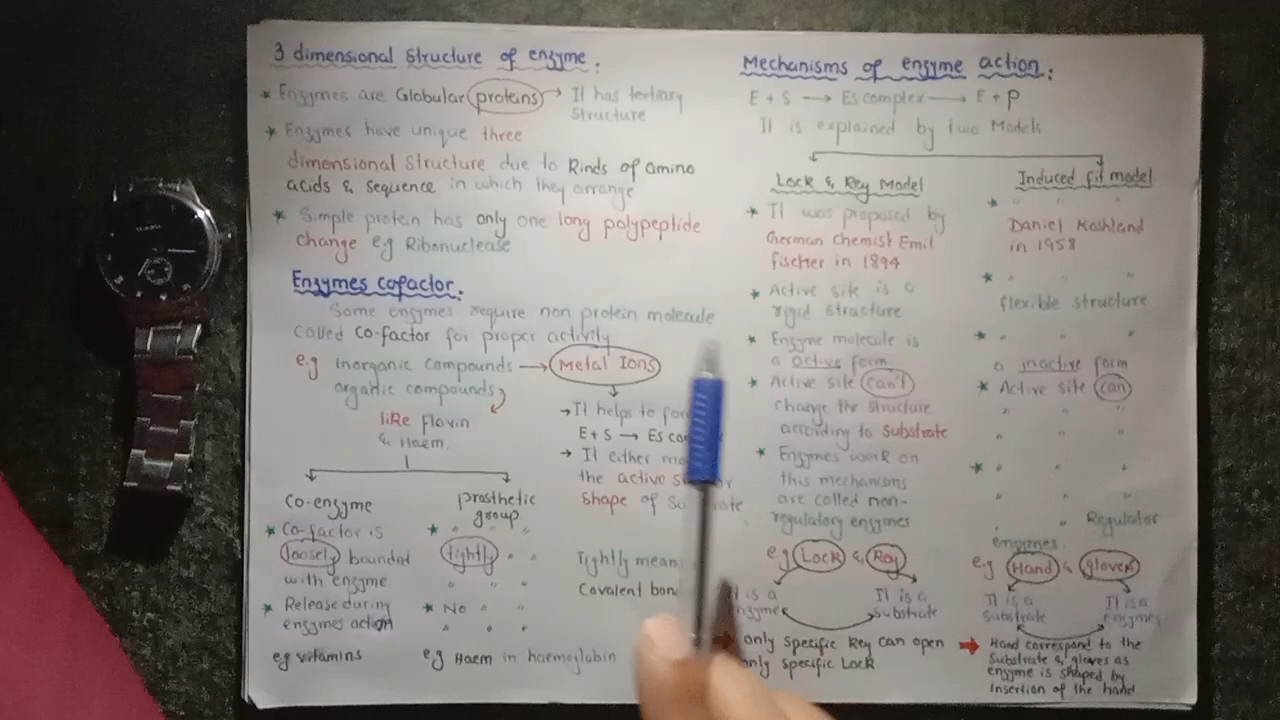 3 dimensional Structure of enzyme.
* Enzymes are Globular proteins → It has tertiary
structure
* Enzymes have unique three
dimensional structure due to Kinds of amino
acids & sequence in which they arrange
* Simple protein has only one long polypeptide
change eg Ribonuclease
Enzymes cofactor.
Some enzymes require non protein molecule
called co-factor for proper activity
e.g inorganic compounds → Metal Ions
organic compounds
like Flavin
& Haem.
→ It helps to
E+S → ES
→ It either
the active
shape of
Co-enzyme
* Co-factor is
loosely bounded
with enzyme
* Release during
enzymes action
eg vitamins
prosthetic
group
* " " "
tightly " "
" " "
* No " "
" " "
eg Haem in haemoglobin
Tightly mean
Covalent
Mechanisms of enzyme action.
E + S → ES complex → E + P
It is explained by two Models
Lock & Key Model
* It was proposed by
German Chemist Emil
fischer in 1894
* Active site is a
rigid structure
* Enzyme molecule is
a active form
* Active site can't
change the structure
according to substrate
* Enzymes work on
this mechanisms
are called non-
regulatory enzymes
e.g Lock & Key
is a
enzyme
It is a
substrate
only specific key can open
only specific Lock
Induced fit model
* " " "
Daniel Koshland
in 1958
* " " "
flexible structure
* " " "
a inactive form
* Active site can
" " "
" " "
* " " "
" " "
" " Regulator
enzymes.
e.g Hand & gloves
It is a
substrate
It is a
enzymes
→ Hand correspond to the
substrate & gloves as
enzyme is shaped by
insertion of the hand